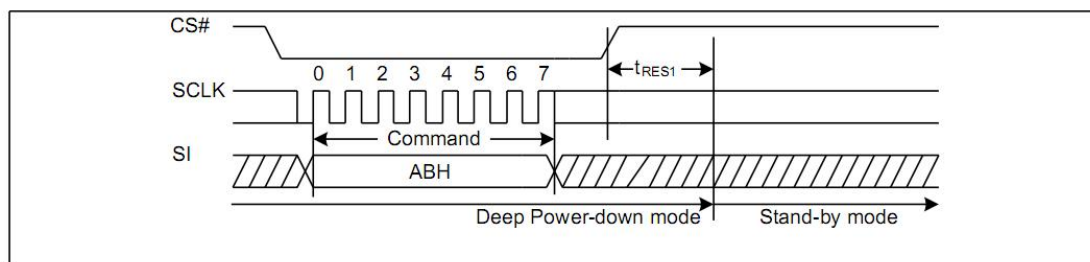 CS#
tRES1
0 1 2 3 4 5 6 7
SCLK
Command
SI
ABH
Deep Power-down mode
Stand-by mode